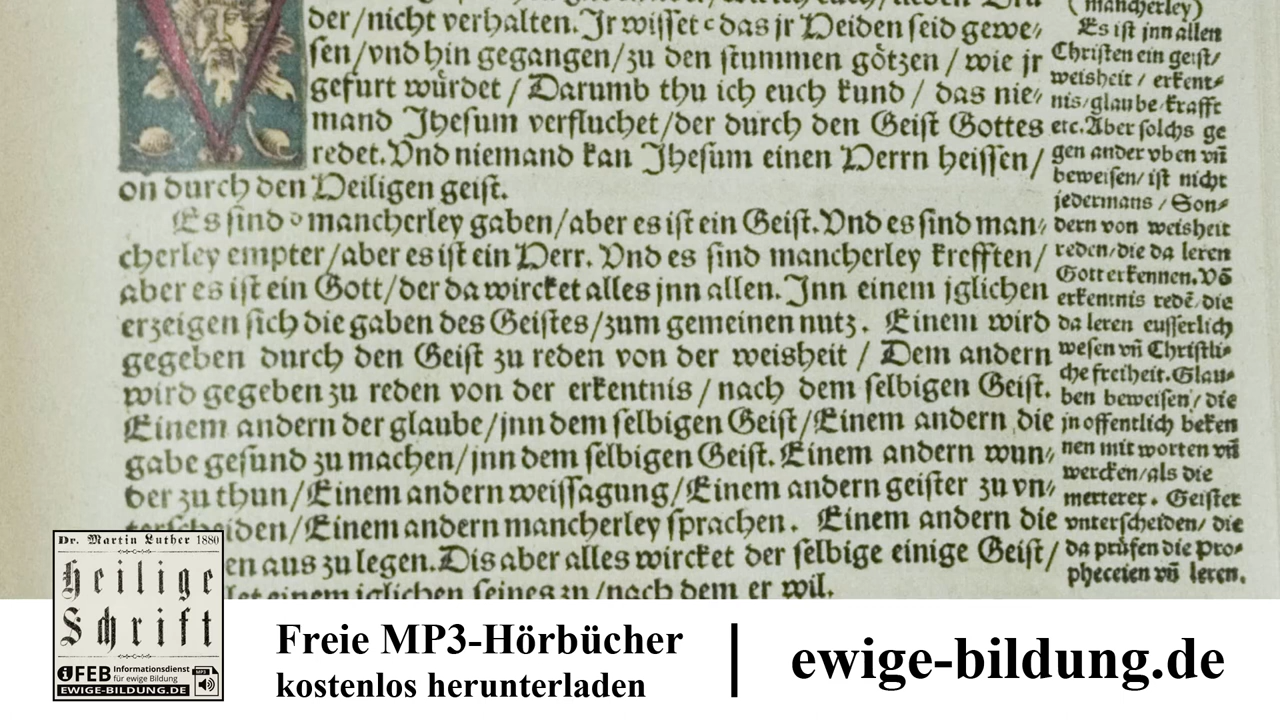 der/nicht verhalten. Jr wisset c das jr Heiden seid gewe⸗
sen/vnd hin gegangen/zu den stummen götzen / wie jr
gefurt würdet / Darumb thu ich euch kund / das nie⸗
mand Jhesum verfluchet/der durch den Geist Gottes
redet. Vnd niemand kan Jhesum einen Herrn heissen/
on durch den Heiligen geist.
Es sind d mancherley gaben/aber es ist ein Geist. Vnd es sind man⸗
cherley empter/aber es ist ein Herr. Vnd es sind mancherley krefften/
aber es ist ein Gott/der da wircket alles jnn allen. Jnn einem jglichen
erzeigen sich die gaben des Geistes/zum gemeinen nutz. Einem wird
gegeben durch den Geist zu reden von der weisheit / Dem andern
wird gegeben zu reden von der erkentnis / nach dem selbigen Geist.
Einem andern der glaube/jnn dem selbigen Geist/Einem andern die
gabe gesund zu machen/jnn dem selbigen Geist. Einem andern wun⸗
der zu thun/Einem andern weissagung/Einem andern geister zu vn⸗
terscheiden/Einem andern mancherley sprachen. Einem andern die
en aus zu legen. Dis aber alles wircket der selbige einige Geist/
let einem jglichen seines zu/nach dem er wil.
(mancherley)
Es ist jnn allen
Christen ein geist/
weisheit / erkent⸗
nis/glaube/krafft
etc. Aber solchs ge
gen ander vben vñ
beweisen/ ist nicht
jedermans / Son⸗
dern von weisheit
reden/die da leren
Gott erkennen. Võ
erkentnis redẽ/die
da leren eusserlich
wesen vñ Christli⸗
che freiheit. Glau⸗
ben beweisen/ die
jn offentlich beken
nen mit worten vñ
wercken/als die
merterer. Geister
vnterscheiden/ die
da prüfen die Pro⸗
pheceien vñ leren.
Dr. Martin Luther 1880
Heilige
Schrift
iFEB Informationsdienst
für ewige Bildung
MP3
EWIGE-BILDUNG.DE
Freie MP3-Hörbücher
kostenlos herunterladen
ewige-bildung.de